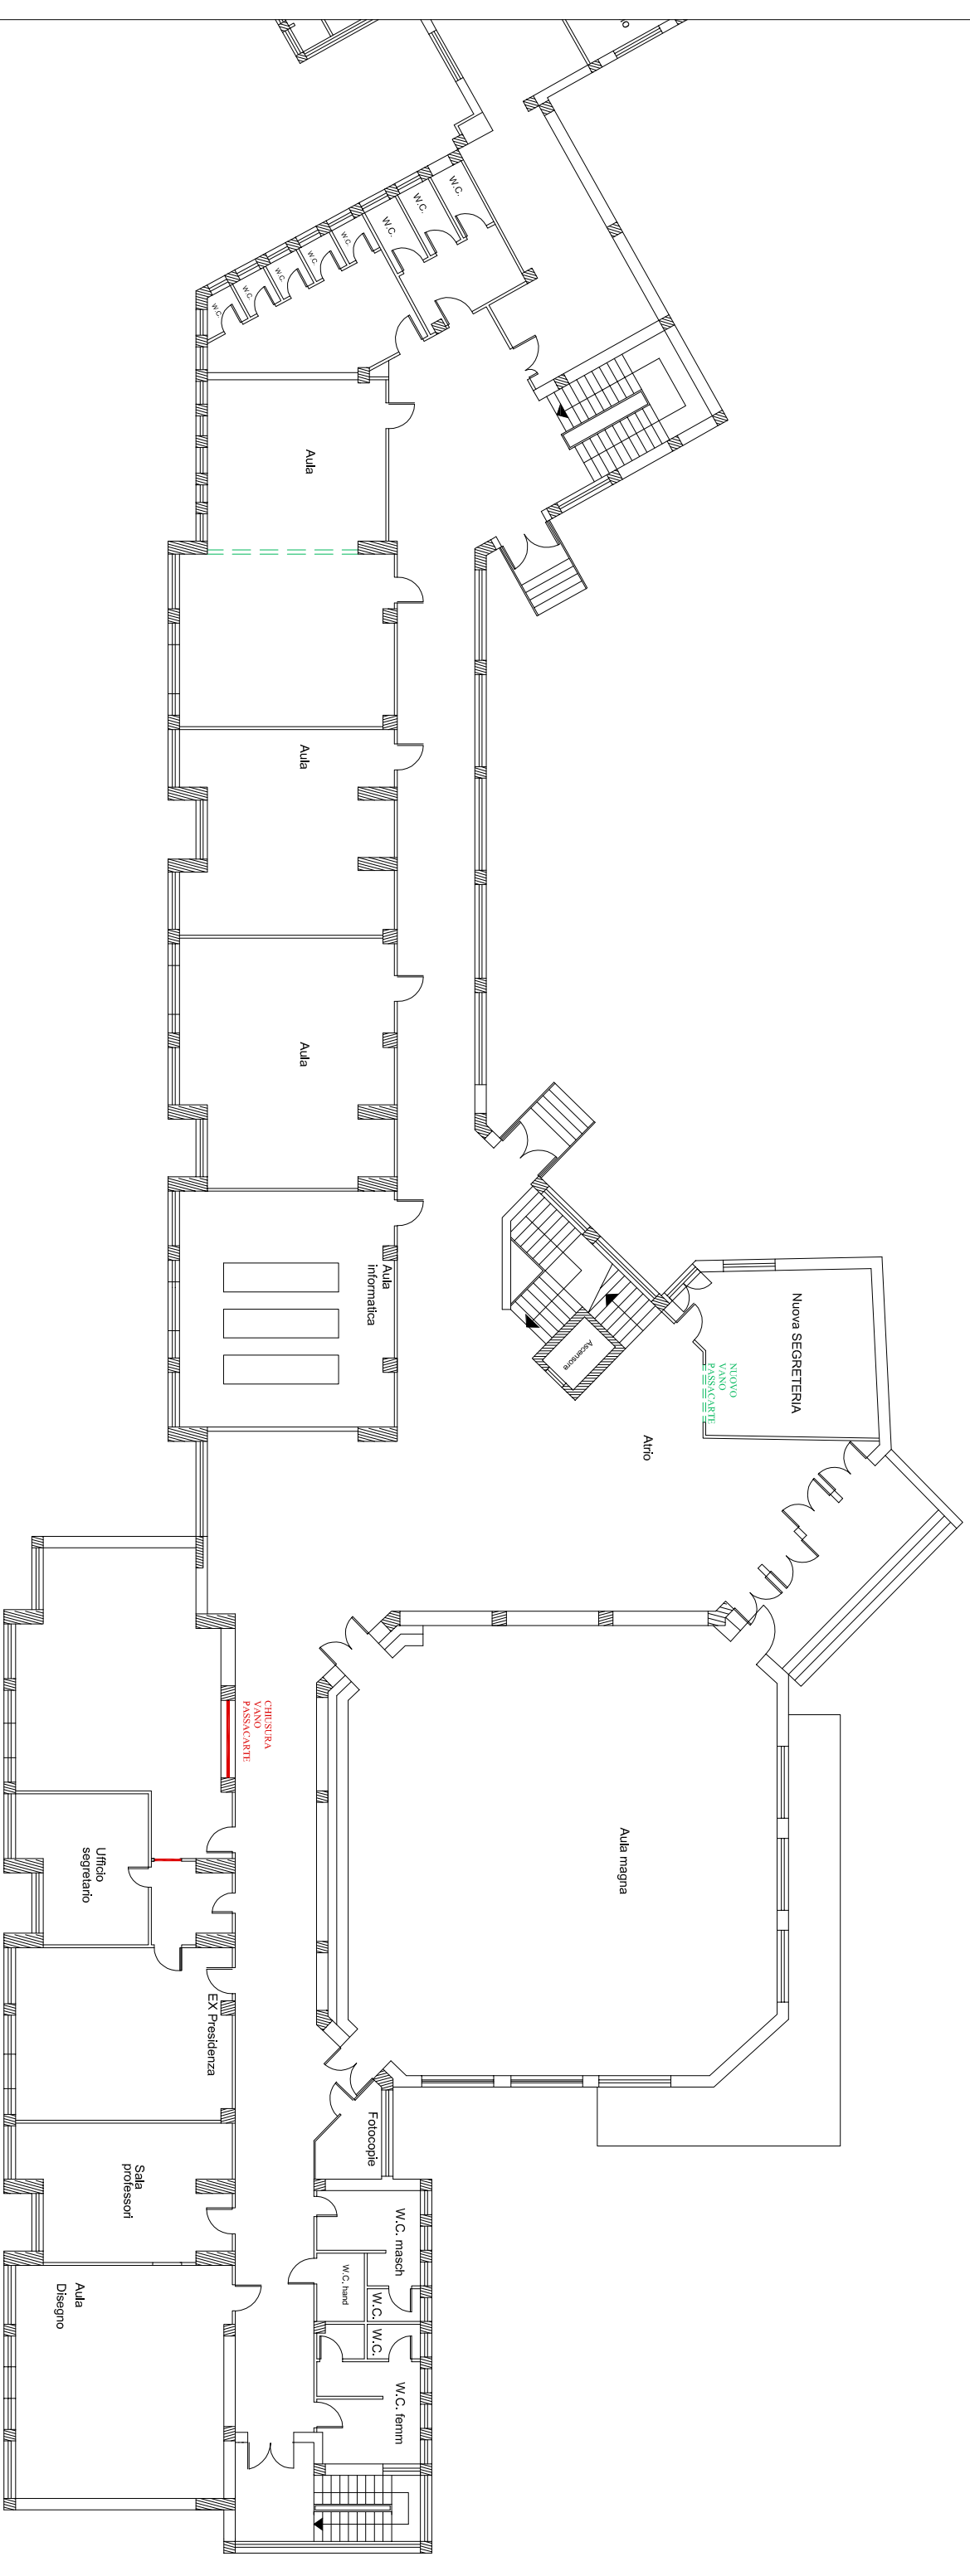 W.C.
W.C.
W.C.
W.C.
W.C.
W.C.
W.C.
W.C.
Aula
Aula
Aula
Aula
informatica
Ascensore
Nuova SEGRETERIA
NUOVO
VANO
PASSACARTE
Atrio
CHIUSURA
VANO
PASSACARTE
Aula magna
Ufficio
segretario
EX Presidenza
Fotocopie
Sala
professori
W.C. masch
W.C. hand
W.C.
W.C.
W.C. femm
Aula
Disegno